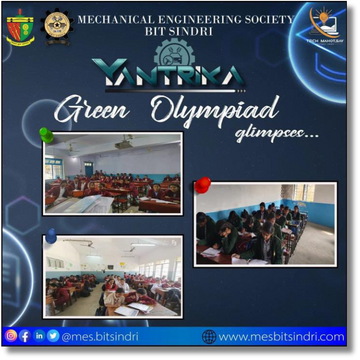 MECHANICAL ENGINEERING SOCIETY
BIT SINDRI
YANTRIKA
Green Olympiad
glimpses...
@mes.bitsindri
www.mesbitsindri.com